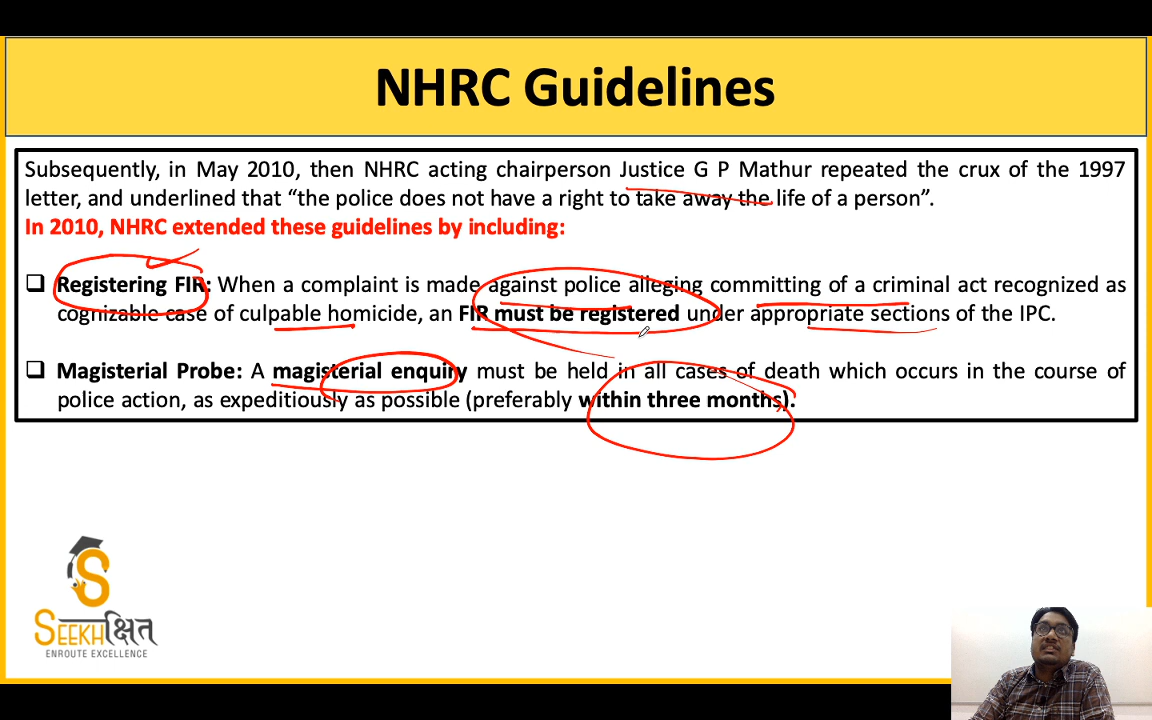 NHRC Guidelines
Subsequently, in May 2010, then NHRC acting chairperson Justice G P Mathur repeated the crux of the 1997
letter, and underlined that “the police does not have a right to take away the life of a person”.
In 2010, NHRC extended these guidelines by including:
Registering FIR: When a complaint is made against police alleging committing of a criminal act recognized as
cognizable case of culpable homicide, an FIR must be registered under appropriate sections of the IPC.
Magisterial Probe: A magisterial enquiry must be held in all cases of death which occurs in the course of
police action, as expeditiously as possible (preferably within three months).
S
SEEKHक्षित
ENROUTE EXCELLENCE